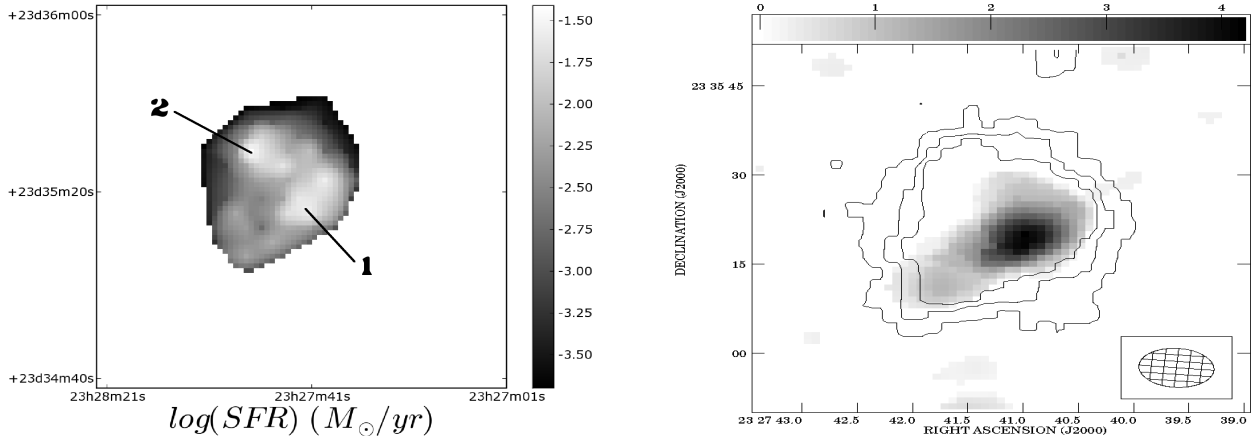 +23d36m00s
+23d35m20s
+23d34m40s
23h28m21s
23h27m41s
23h27m01s
2
1
-1.50
-1.75
-2.00
-2.25
-2.50
-2.75
-3.00
-3.25
-3.50
log(SFR) (M⊙/yr)
0 1 2 3 4
DECLINATION (J2000)
23 35 45
30
15
00
23 27 43.0 42.5 42.0 41.5 41.0 40.5 40.0 39.5 39.0
RIGHT ASCENSION (J2000)